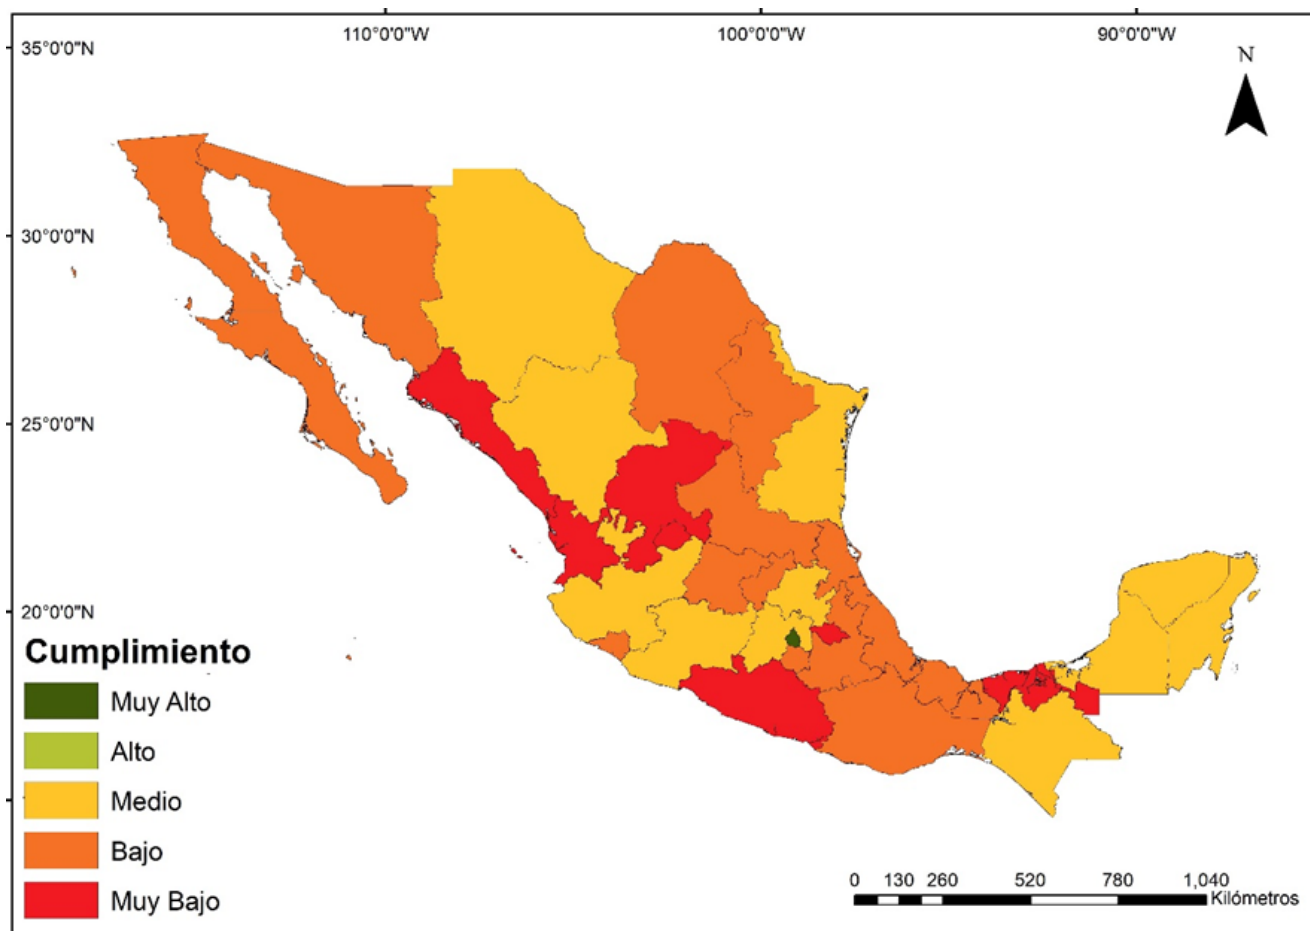 110°0'0"W 100°0'0"W 90°0'0"W
35°0'0"N
N
30°0'0"N
25°0'0"N
20°0'0"N
Cumplimiento
Muy Alto
Alto
Medio
Bajo
Muy Bajo
0 130 260 520 780 1,040
Kilómetros